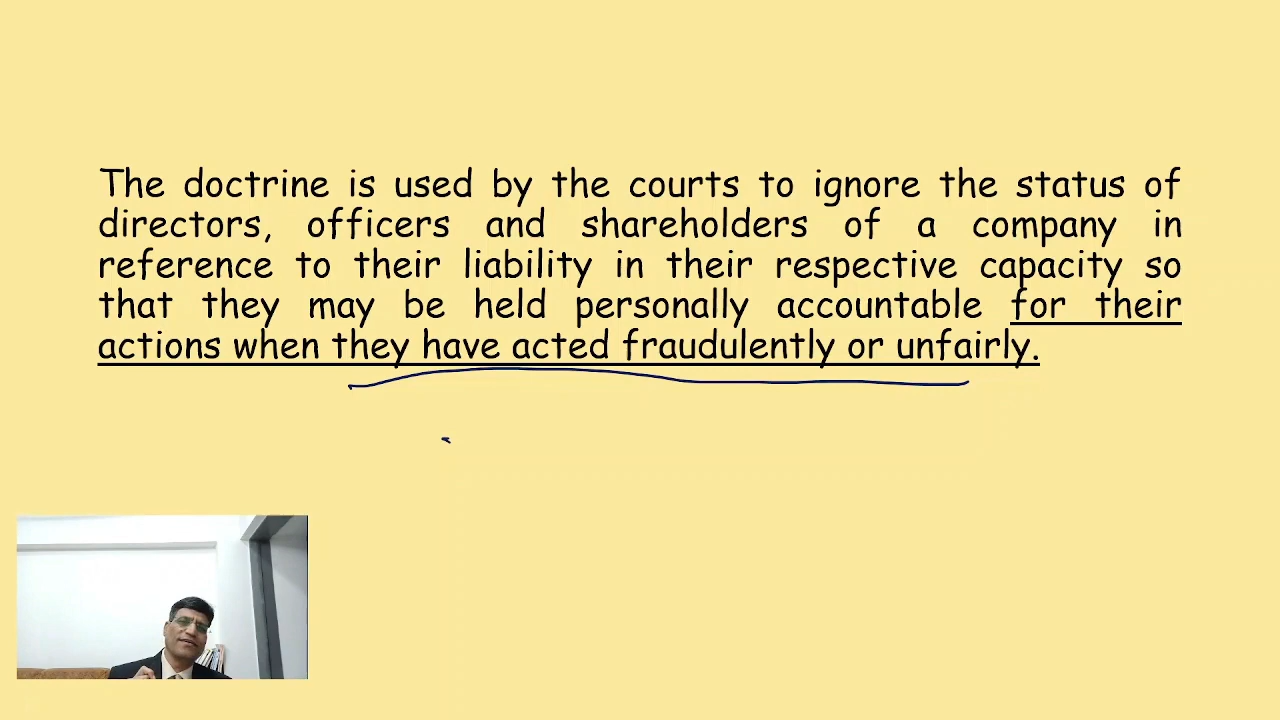 The doctrine is used by the courts to ignore the status of
directors, officers and shareholders of a company in
reference to their liability in their respective capacity so
that they may be held personally accountable for their
actions when they have acted fraudulently or unfairly.